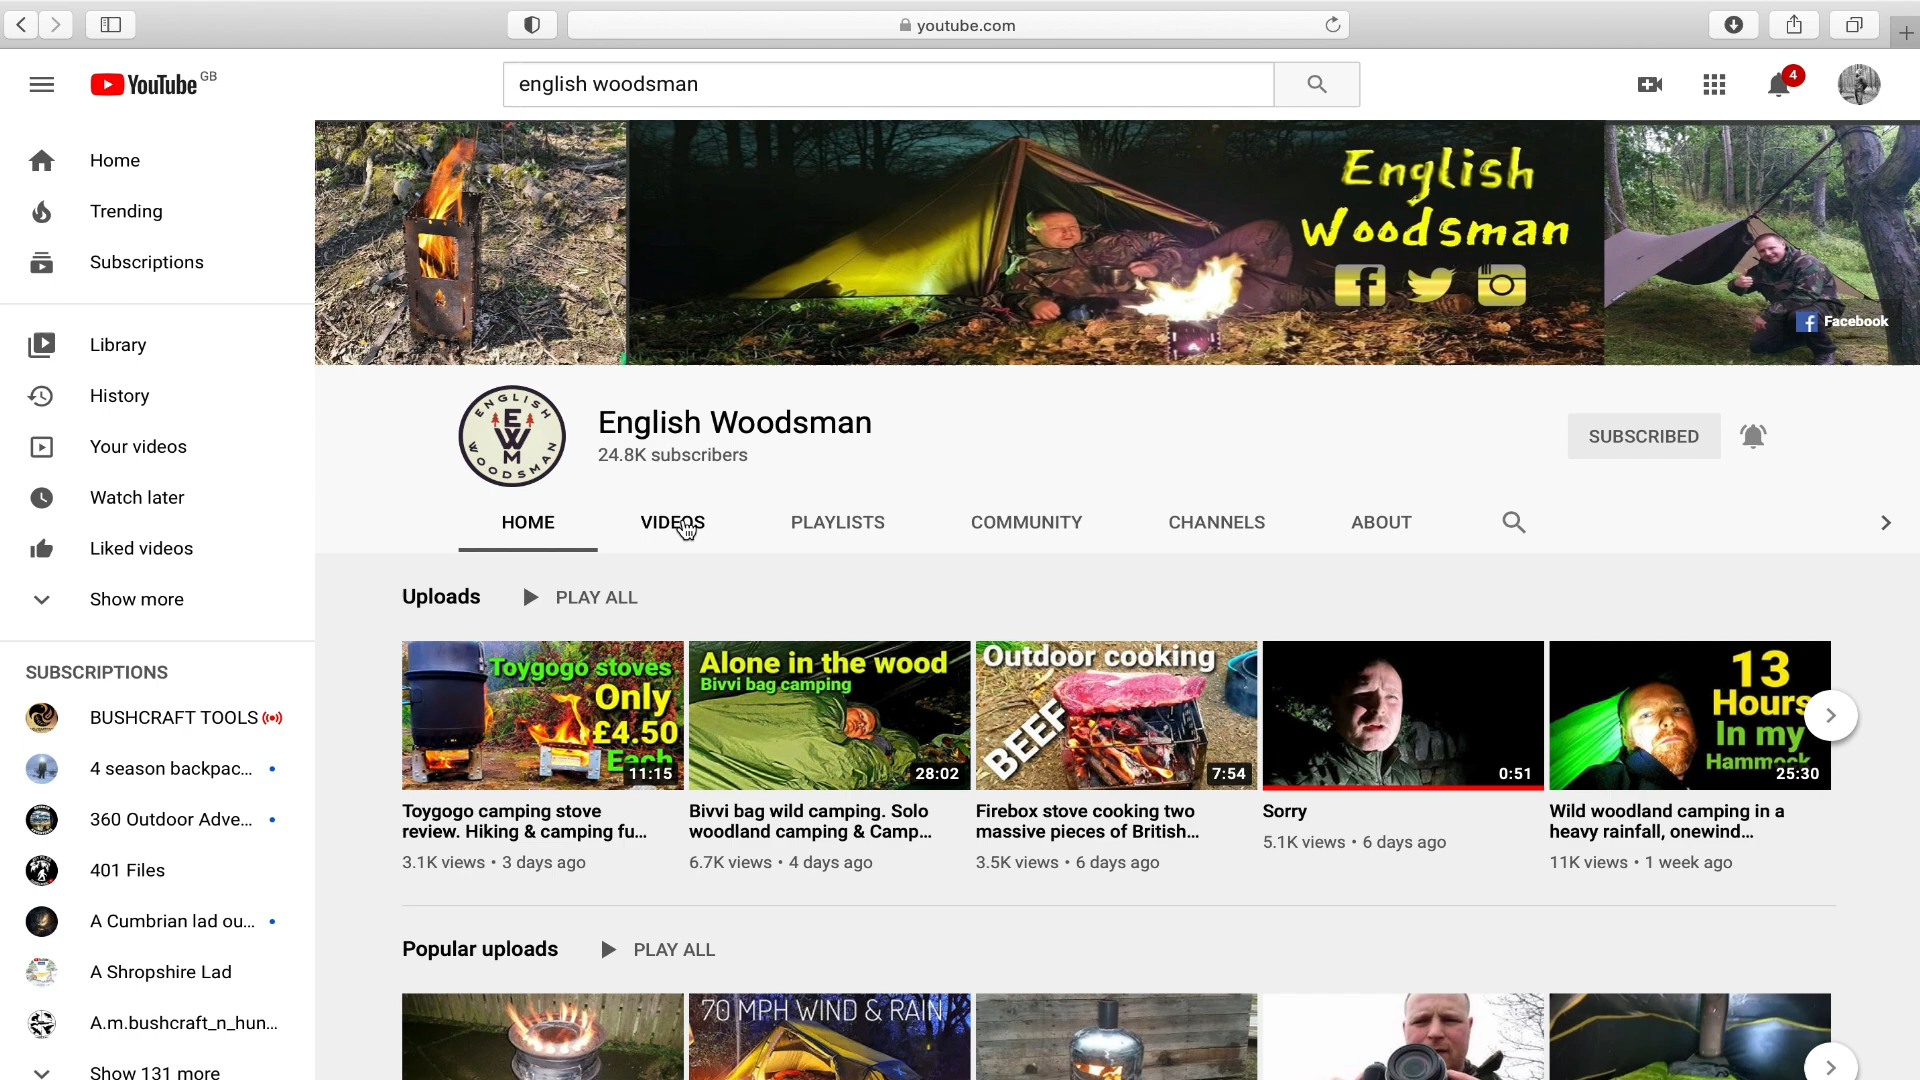 youtube.com
YouTube GB
english woodsman
4
Home
Trending
Subscriptions
Library
History
Your videos
Watch later
Liked videos
Show more
SUBSCRIPTIONS
BUSHCRAFT TOOLS
4 season backpac...
360 Outdoor Adve...
401 Files
A Cumbrian lad ou...
A Shropshire Lad
A.m.bushcraft_n_hun...
Show 131 more
English
Woodsman
Facebook
ENGLISH
EWM
WOODSMAN
English Woodsman
24.8K subscribers
SUBSCRIBED
HOME
VIDEOS
PLAYLISTS
COMMUNITY
CHANNELS
ABOUT
Uploads
PLAY ALL
Toygogo stoves
Only
£4.50
Each
11:15
Toygogo camping stove
review. Hiking & camping fu...
3.1K views • 3 days ago
Alone in the wood
Bivvi bag camping
28:02
Bivvi bag wild camping. Solo
woodland camping & Camp...
6.7K views • 4 days ago
Outdoor cooking
BEEF
7:54
Firebox stove cooking two
massive pieces of British...
3.5K views • 6 days ago
0:51
Sorry
5.1K views • 6 days ago
13
Hours
In my
Hammock
25:30
Wild woodland camping in a
heavy rainfall, onewind...
11K views • 1 week ago
Popular uploads
PLAY ALL
70 MPH WIND & RAIN